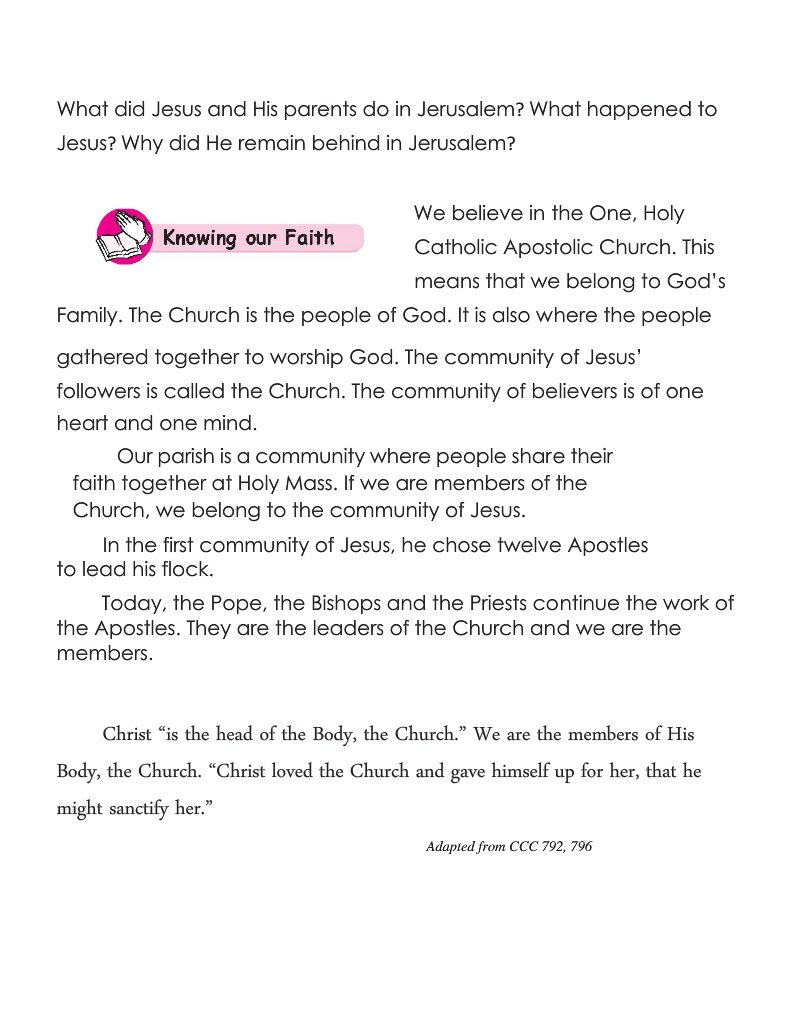 What did Jesus and His parents do in Jerusalem? What happened to
Jesus? Why did He remain behind in Jerusalem?
Knowing our Faith
We believe in the One, Holy
Catholic Apostolic Church. This
means that we belong to God’s
Family. The Church is the people of God. It is also where the people
gathered together to worship God. The community of Jesus’
followers is called the Church. The community of believers is of one
heart and one mind.
Our parish is a community where people share their
faith together at Holy Mass. If we are members of the
Church, we belong to the community of Jesus.
In the first community of Jesus, he chose twelve Apostles
to lead his flock.
Today, the Pope, the Bishops and the Priests continue the work of
the Apostles. They are the leaders of the Church and we are the
members.
Christ “is the head of the Body, the Church.” We are the members of His
Body, the Church. “Christ loved the Church and gave himself up for her, that he
might sanctify her.”
Adapted from CCC 792, 796